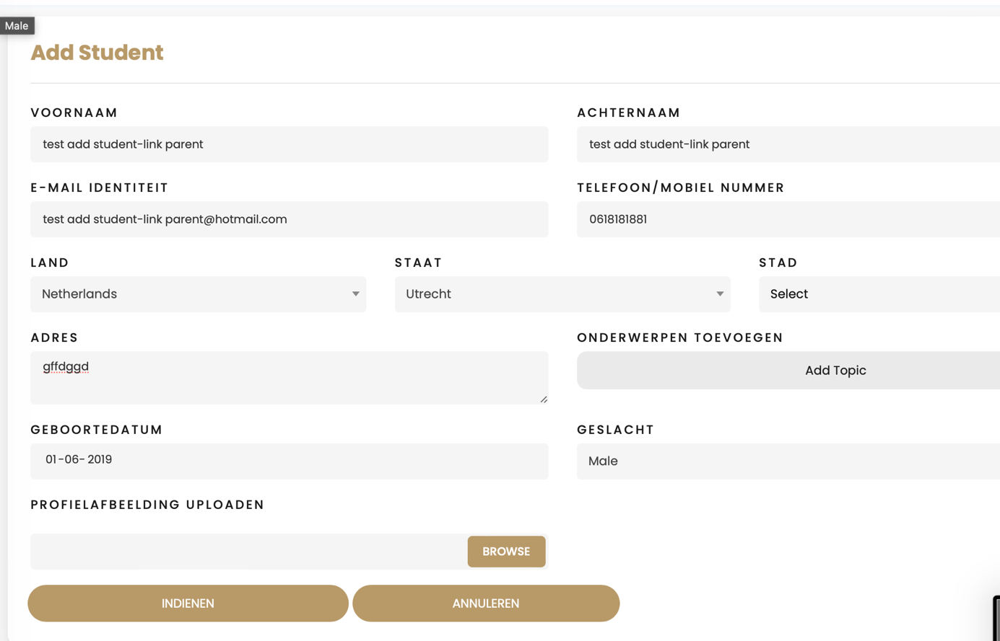 Male
Add Student
VOORNAAM
ACHTERNAAM
test add student-link parent
test add student-link parent
E-MAIL IDENTITEIT
TELEFOON/MOBIEL NUMMER
test add student-link parent@hotmail.com
0618181881
LAND
STAAT
STAD
Netherlands
Utrecht
Select
ADRES
ONDERWERPEN TOEVOEGEN
gffdggd
Add Topic
GEBOORTEDATUM
GESLACHT
01-06-2019
Male
PROFIELAFBEELDING UPLOADEN
BROWSE
INDIENEN
ANNULEREN